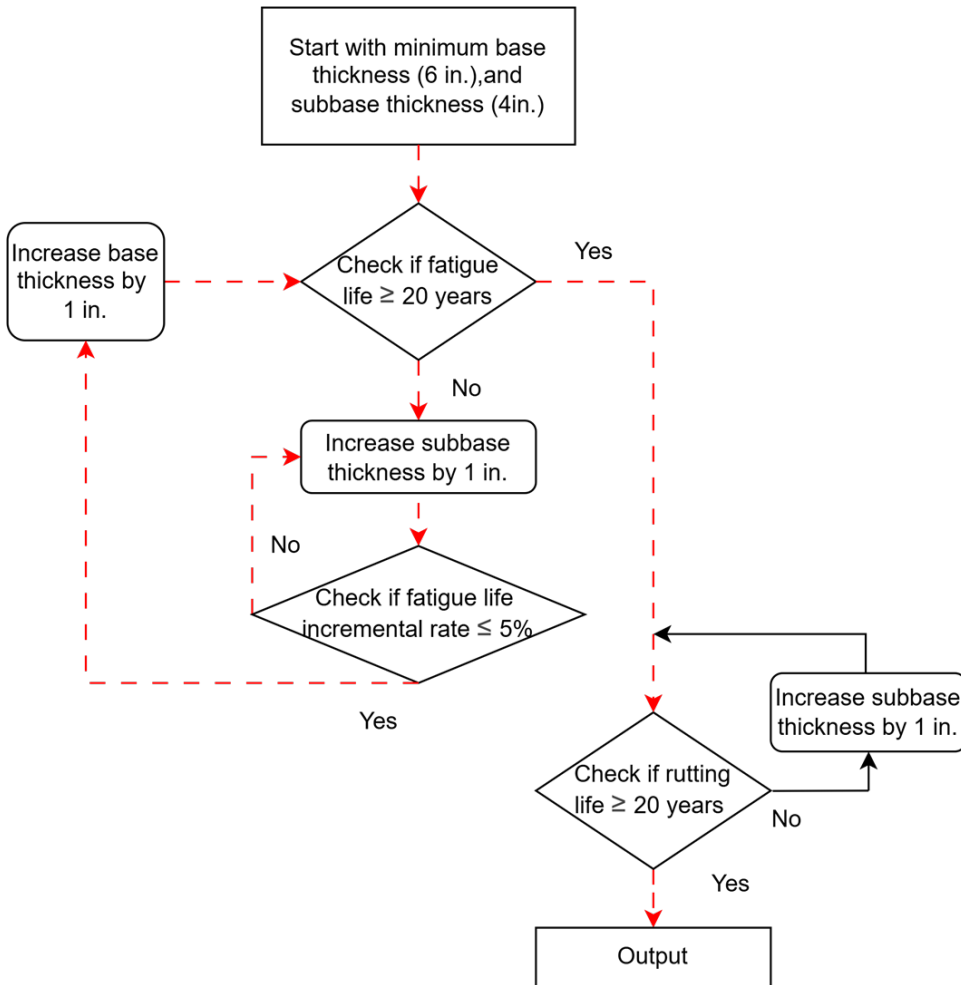 Start with minimum base
thickness (6 in.),and
subbase thickness (4in.)
Increase base
thickness by
1 in.
Check if fatigue
life ≥ 20 years
Yes
No
Increase subbase
thickness by 1 in.
No
Check if fatigue life
incremental rate ≤ 5%
Yes
Increase subbase
thickness by 1 in.
Check if rutting
life ≥ 20 years
No
Yes
Output